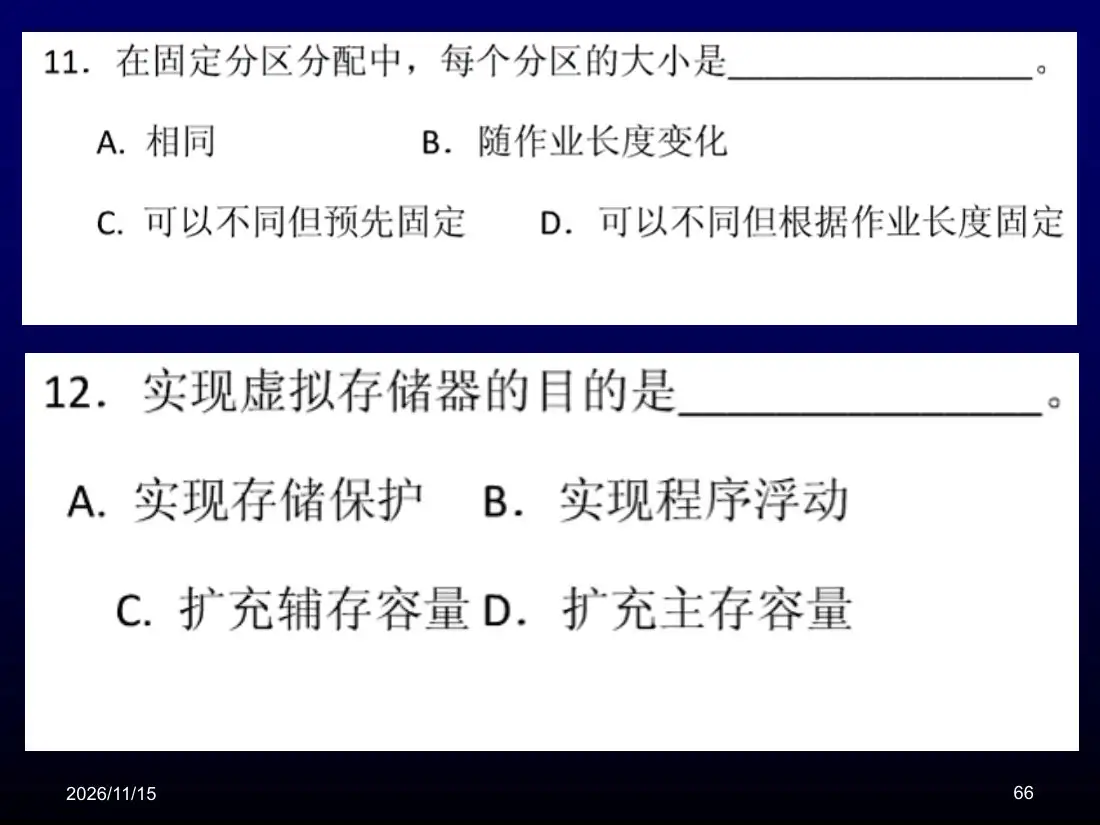 11. 在固定分区分配中，每个分区的大小是________________。
A. 相同 B. 随作业长度变化
C. 可以不同但预先固定 D. 可以不同但根据作业长度固定
12. 实现虚拟存储器的目的是________________。
A. 实现存储保护 B. 实现程序浮动
C. 扩充辅存容量 D. 扩充主存容量
2026/11/15 66